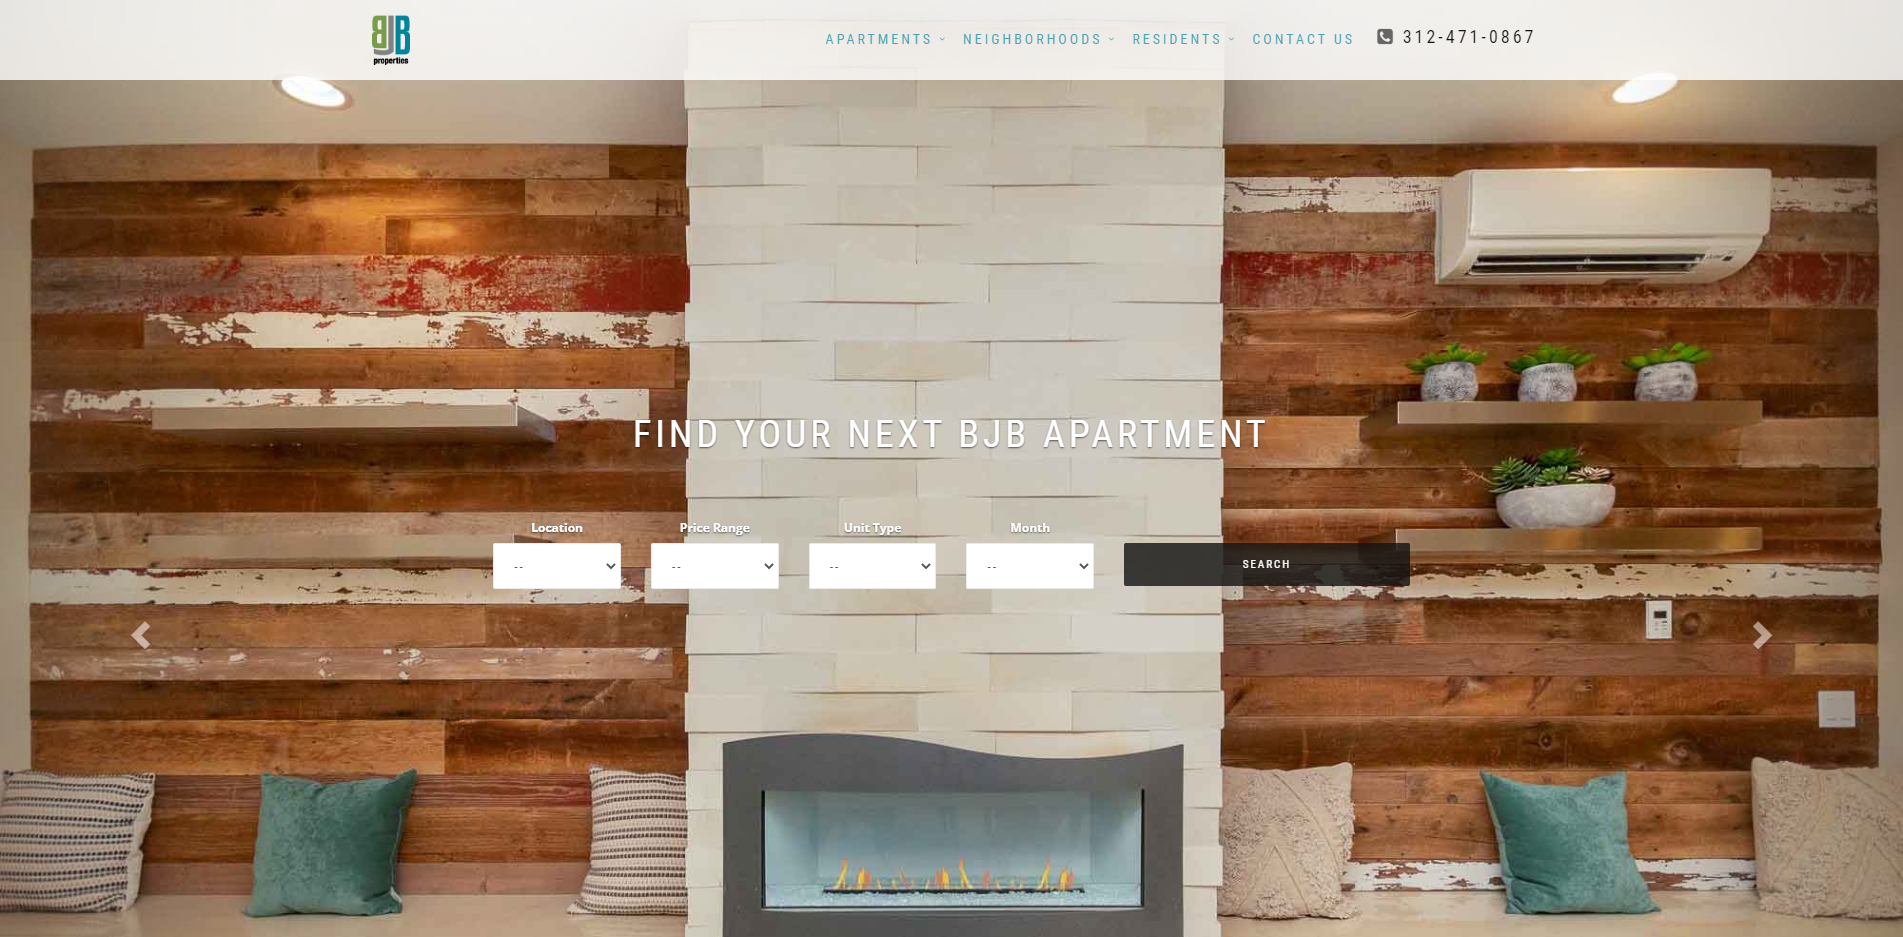 BJB
properties
APARTMENTS
NEIGHBORHOODS
RESIDENTS
CONTACT US
312-471-0867
FIND YOUR NEXT BJB APARTMENT
Location
Price Range
Unit Type
Month
--
--
--
--
SEARCH